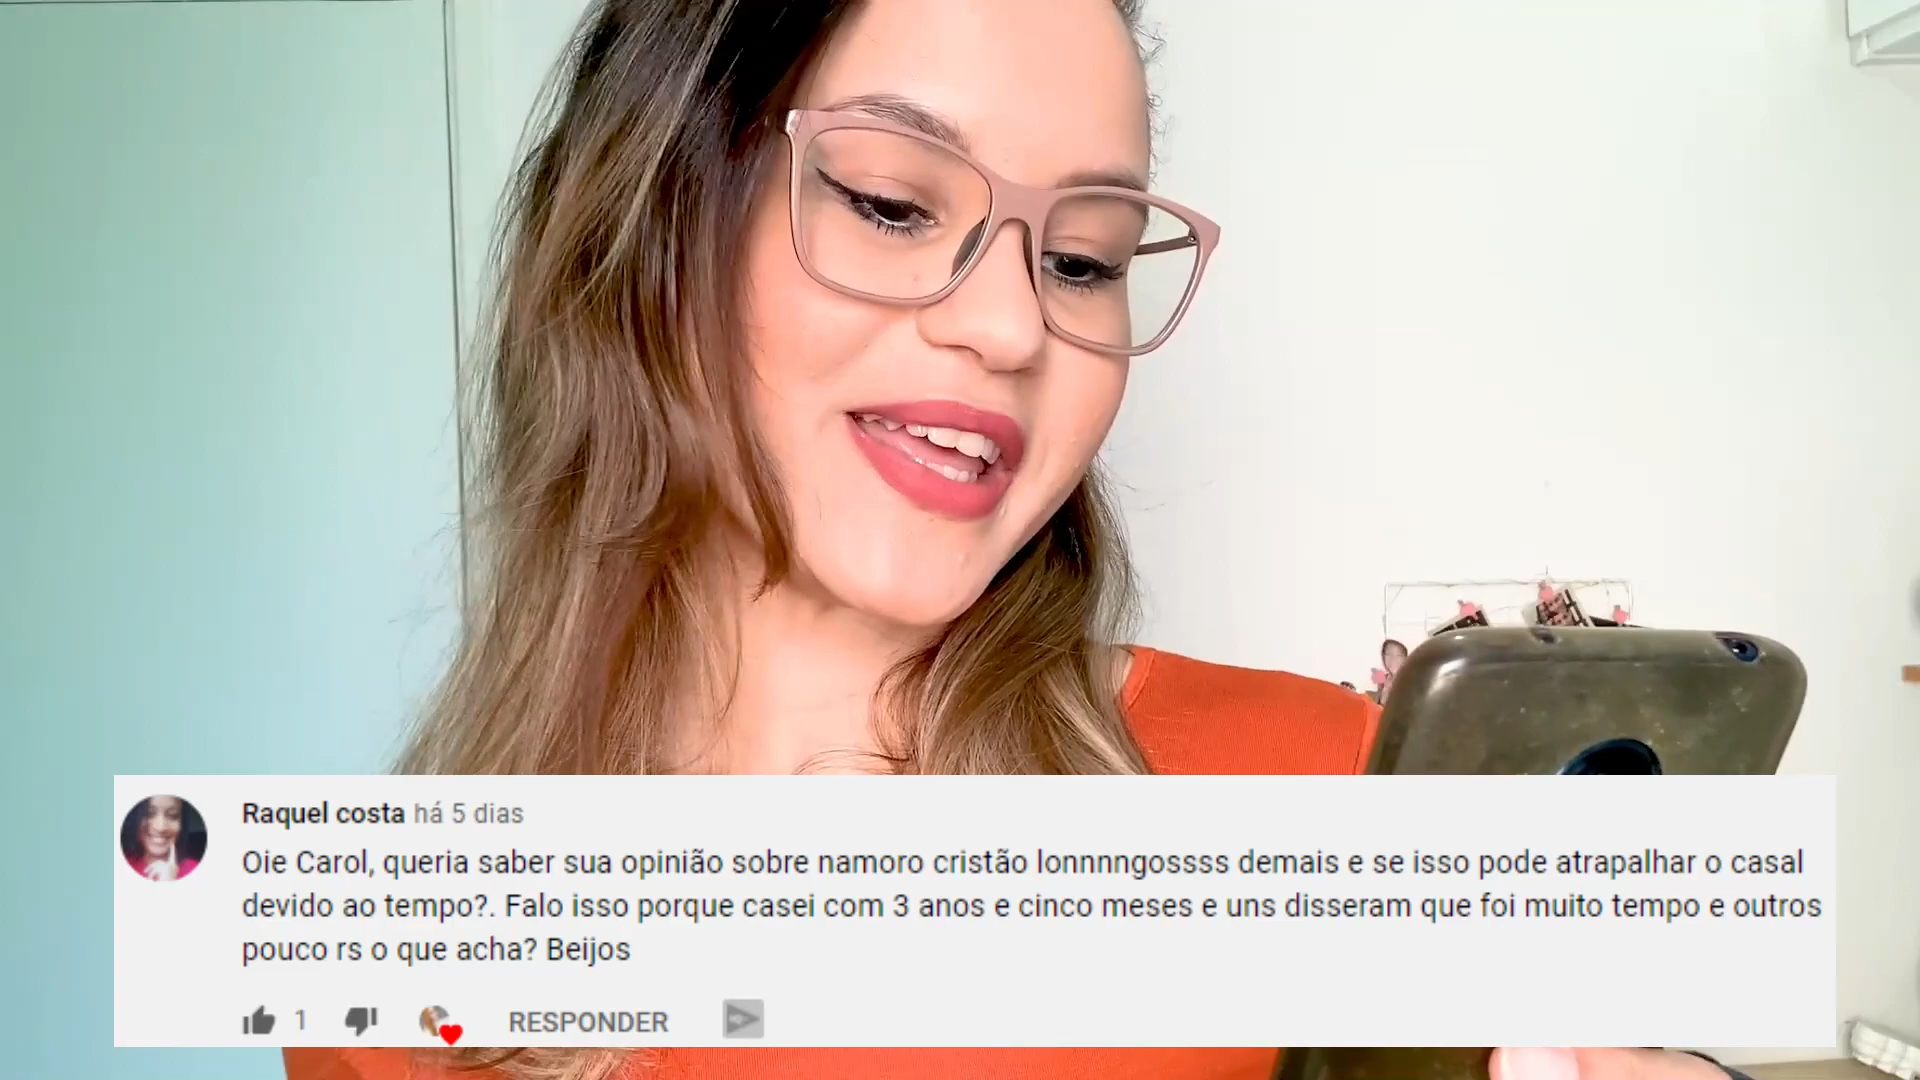 Raquel costa há 5 dias
Oie Carol, queria saber sua opinião sobre namoro cristão lonnnngossss demais e se isso pode atrapalhar o casal
devido ao tempo?. Falo isso porque casei com 3 anos e cinco meses e uns disseram que foi muito tempo e outros
pouco rs o que acha? Beijos
1 RESPONDER